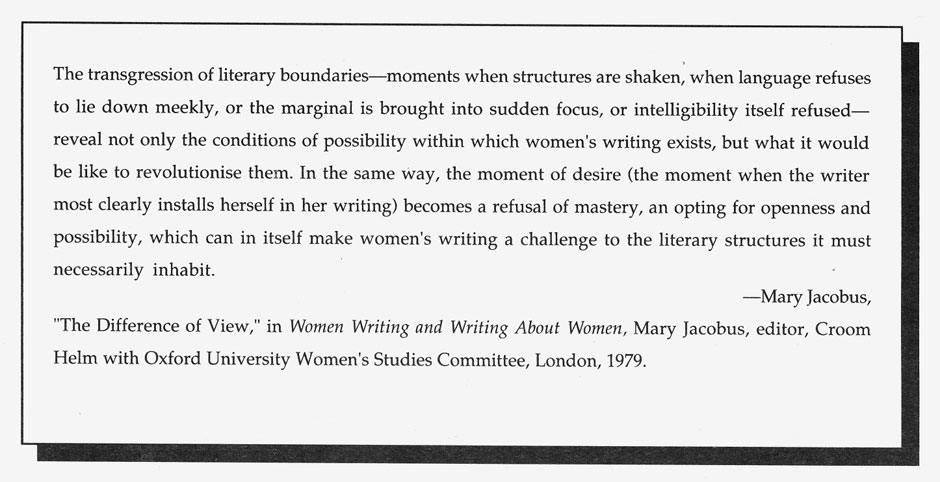 The transgression of literary boundaries—moments when structures are shaken, when language refuses
to lie down meekly, or the marginal is brought into sudden focus, or intelligibility itself refused—
reveal not only the conditions of possibility within which women's writing exists, but what it would
be like to revolutionise them. In the same way, the moment of desire (the moment when the writer
most clearly installs herself in her writing) becomes a refusal of mastery, an opting for openness and
possibility, which can in itself make women's writing a challenge to the literary structures it must
necessarily inhabit.
—Mary Jacobus,
"The Difference of View," in Women Writing and Writing About Women, Mary Jacobus, editor, Croom
Helm with Oxford University Women's Studies Committee, London, 1979.